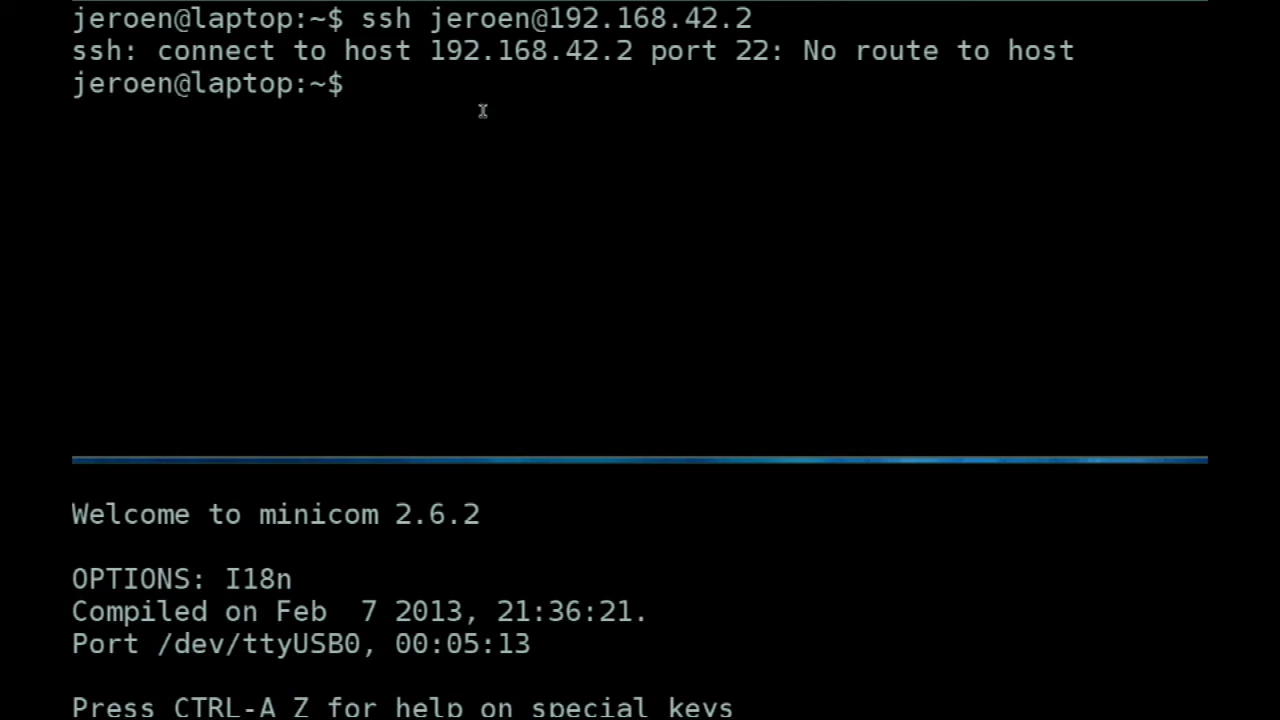 jeroen@laptop:~$ ssh jeroen@192.168.42.2
ssh: connect to host 192.168.42.2 port 22: No route to host
jeroen@laptop:~$
Welcome to minicom 2.6.2
OPTIONS: I18n
Compiled on Feb  7 2013, 21:36:21.
Port /dev/ttyUSB0, 00:05:13
Press CTRL-A Z for help on special keys